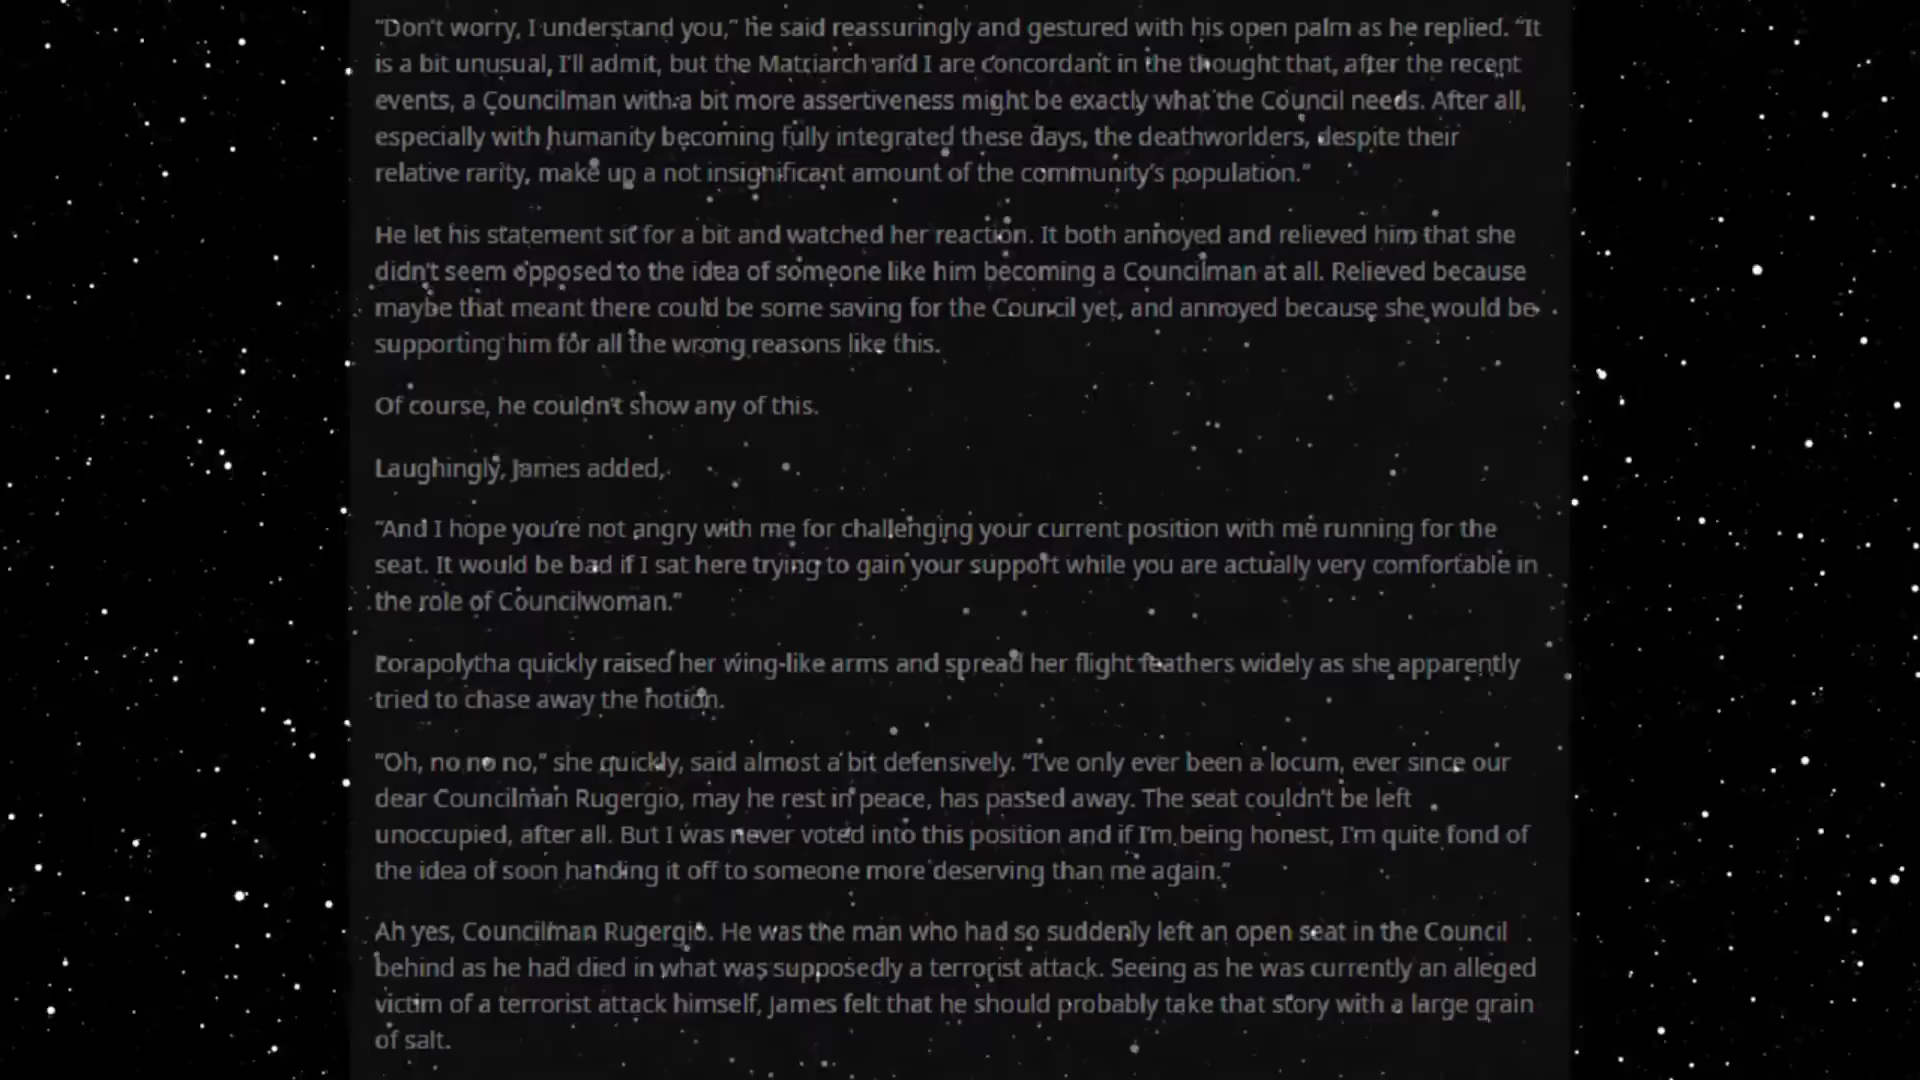 “Don’t worry, I understand you,” he said reassuringly and gestured with his open palm as he replied. “It
is a bit unusual, I’ll admit, but the Matriarch and I are concordant in the thought that, after the recent
events, a Councilman with a bit more assertiveness might be exactly what the Council needs. After all,
especially with humanity becoming fully integrated these days, the deathworlders, despite their
relative rarity, make up a not insignificant amount of the community’s population.”
He let his statement sit for a bit and watched her reaction. It both annoyed and relieved him, that she
didn’t seem opposed to the idea of someone like him becoming a Councilman at all. Relieved because
maybe that meant there could be some saving for the Council yet, and annoyed because she would be
supporting him for all the wrong reasons like this.
Of course, he couldn’t show any of this.
Laughingly, James added,
“And I hope you’re not angry with me for challenging your current position with me running for the
seat. It would be bad if I sat here trying to gain your support while you are actually very comfortable in
the role of Councilwoman.”
Zorapolytha quickly raised her wing-like arms and spread her flight feathers widely as she apparently
tried to chase away the notion.
“Oh, no no no,” she quickly, said almost a bit defensively. “I’ve only ever been a locum, ever since our
dear Councilman Rugergio, may he rest in peace, has passed away. The seat couldn’t be left
unoccupied, after all. But I was never voted into this position and if I’m being honest, I’m quite fond of
the idea of soon handing it off to someone more deserving than me again.”
Ah yes, Councilman Rugergio. He was the man who had so suddenly left an open seat in the Council
behind as he had died in what was supposedly a terrorist attack. Seeing as he was currently an alleged
victim of a terrorist attack himself, James felt that he should probably take that story with a large grain
of salt.